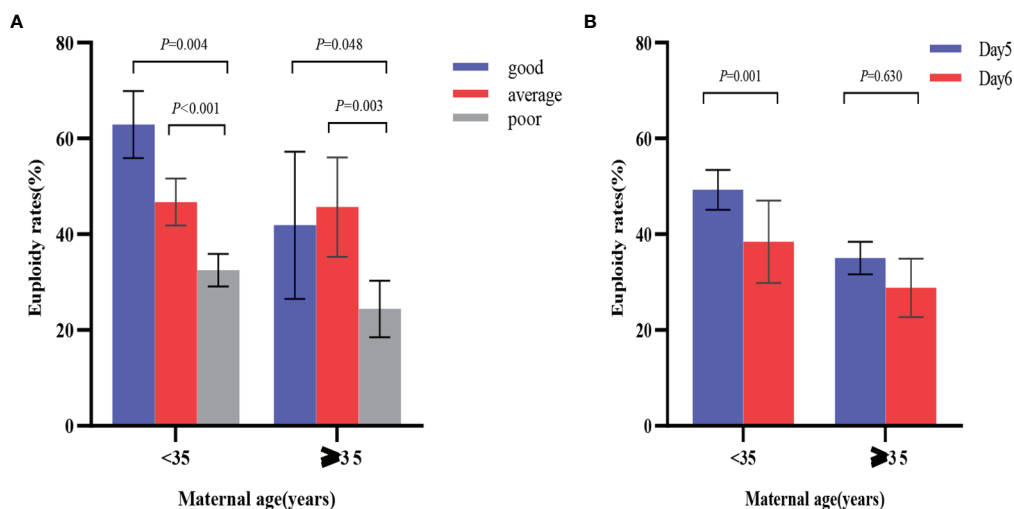 A
80
60
40
20
0
Euploidy rates(%)
P=0.004
P<0.001
P=0.048
P=0.003
good
average
poor
<35
⩾35
Maternal age(years)
B
80
60
40
20
0
Euploidy rates(%)
P=0.001
P=0.630
Day5
Day6
<35
⩾35
Maternal age(years)